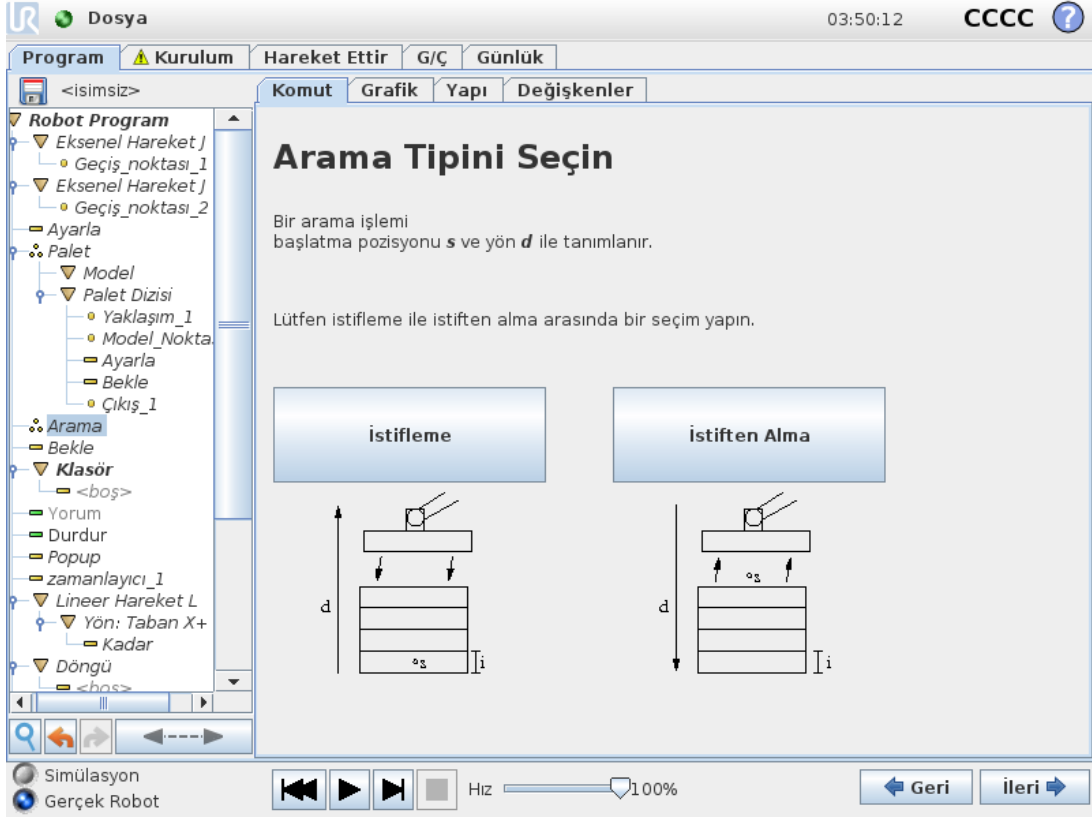 UR Dosya 03:50:12 CCCC ?
Program Kurulum Hareket Ettir G/Ç Günlük
<isimsiz> Komut Grafik Yapı Değişkenler
Robot Program
Eksenel Hareket J
Geçiş_noktası_1
Eksenel Hareket J
Geçiş_noktası_2
Ayarla
Palet
Model
Palet Dizisi
Yaklaşım_1
Model_Nokta
Ayarla
Bekle
Çıkış_1
Arama
Bekle
Klasör
<boş>
Yorum
Durdur
Popup
zamanlayıcı_1
Lineer Hareket L
Yön: Taban X+
Kadar
Döngü
<boş>
Arama Tipini Seçin
Bir arama işlemi
başlatma pozisyonu s ve yön d ile tanımlanır.
Lütfen istifleme ile istiften alma arasında bir seçim yapın.
İstifleme İstiften Alma
d s i
d s i
Simülasyon
Gerçek Robot
Hız 100%
Geri İleri